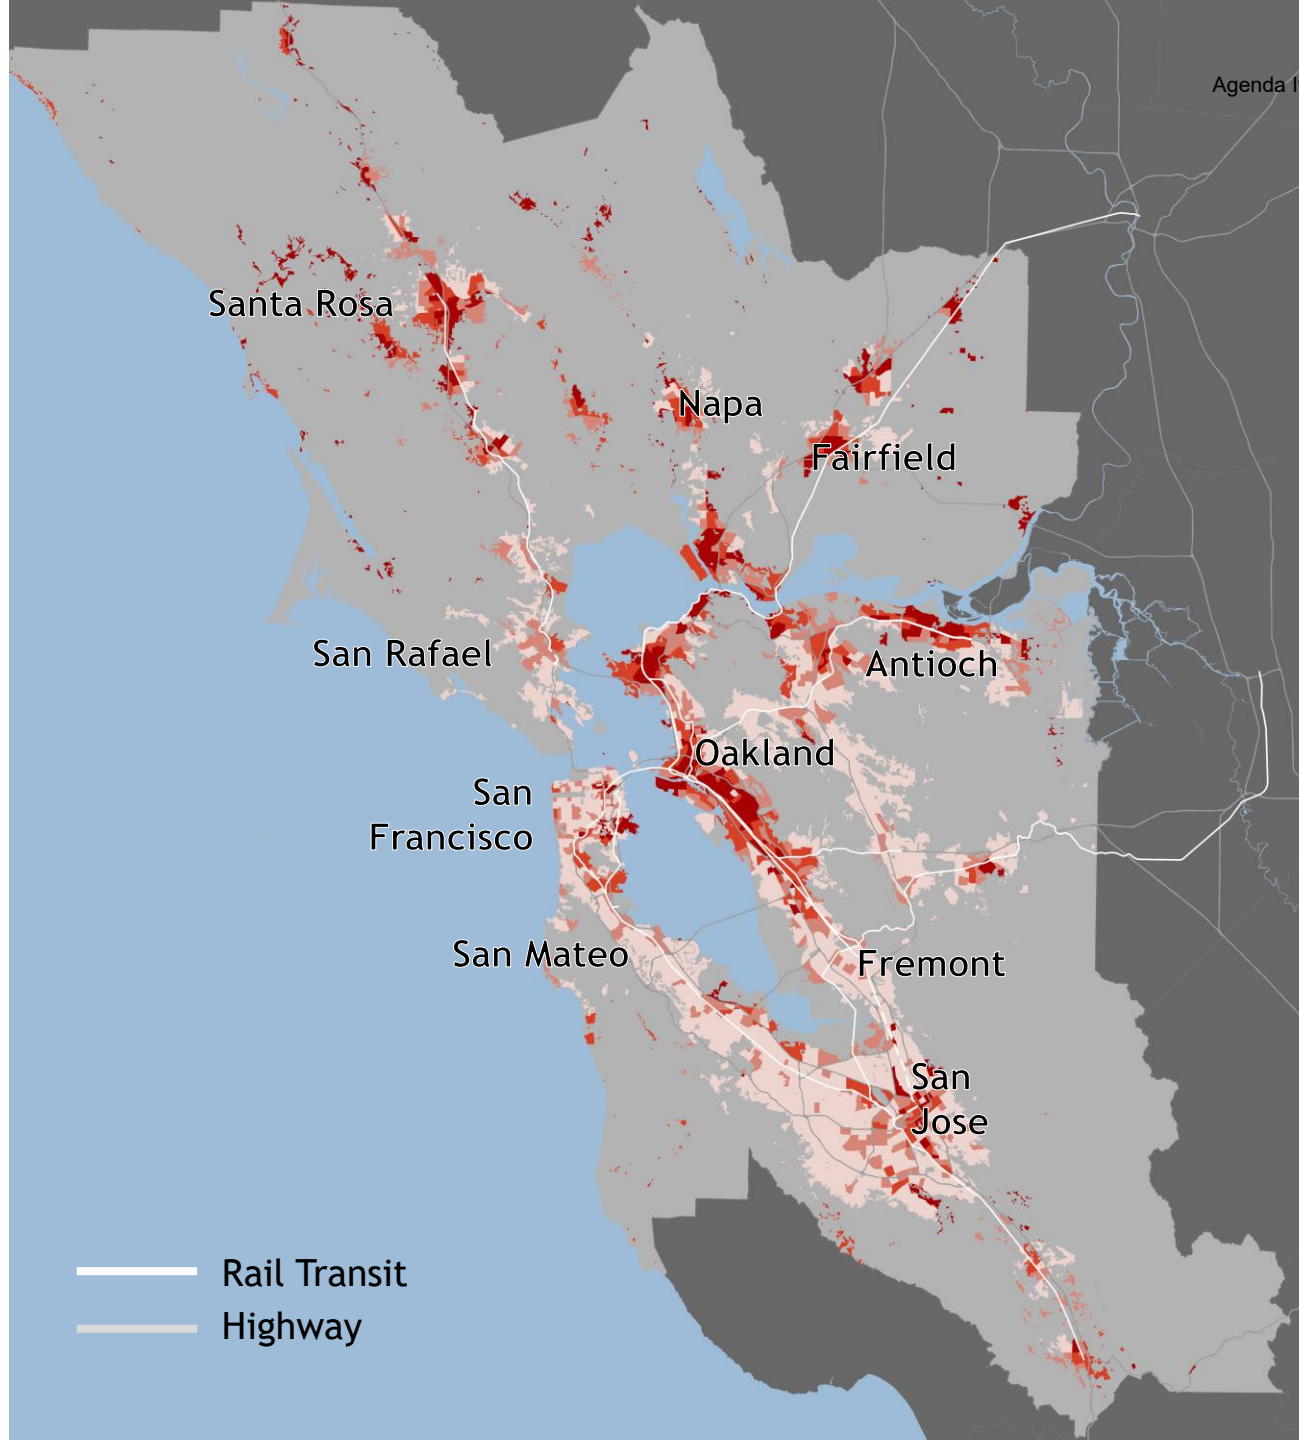 Agenda I
Santa Rosa
Napa
Fairfield
San Rafael
Antioch
Oakland
San
Francisco
San Mateo
Fremont
San
Jose
Rail Transit
Highway